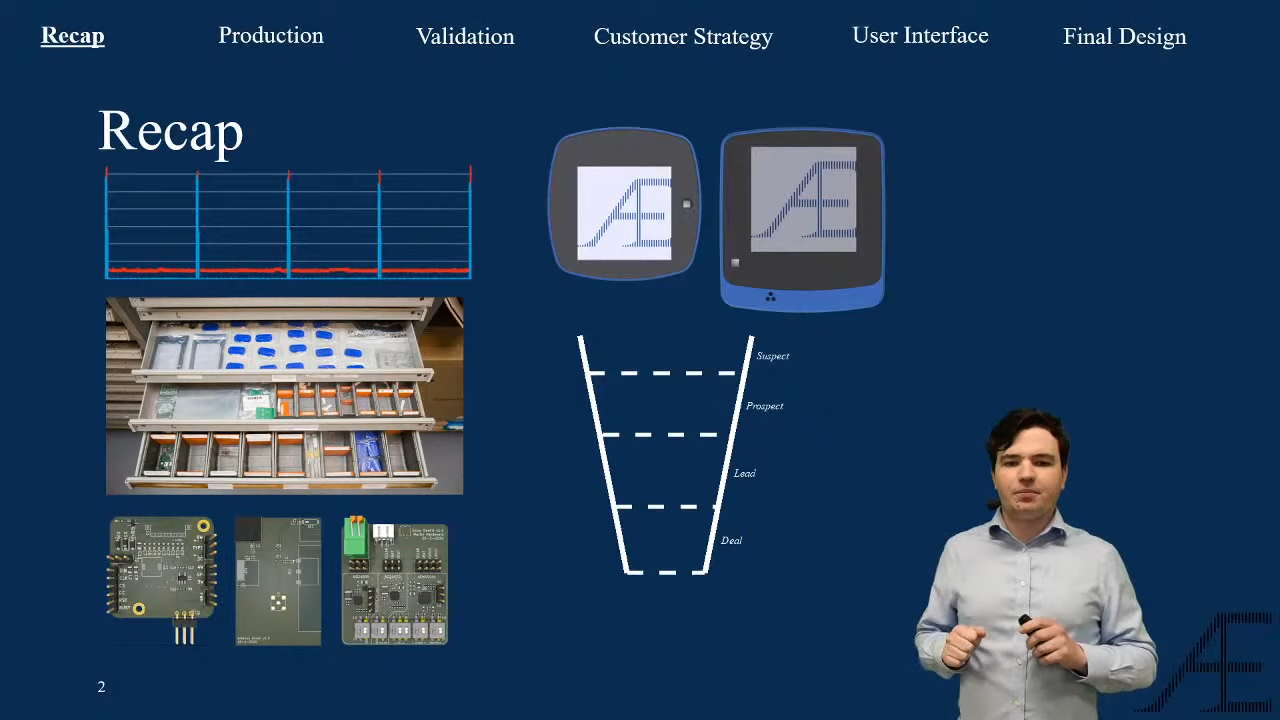 Recap
Production
Validation
Customer Strategy
User Interface
Final Design
Recap
Suspect
Prospect
Lead
Deal
2